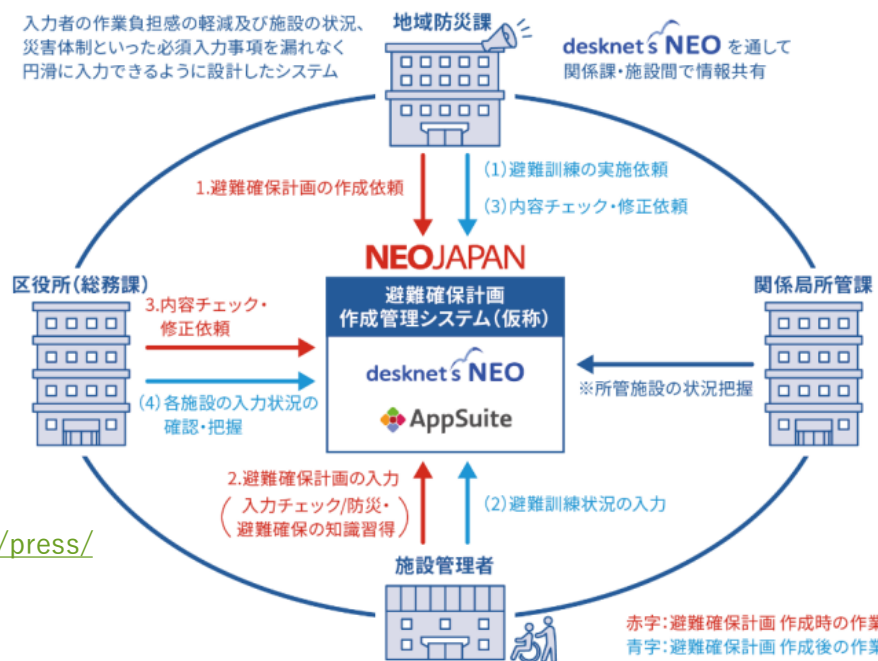 入力者の作業負担感の軽減及び施設の状況、
災害体制といった必須入力事項を漏れなく
円滑に入力できるように設計したシステム
地域防災課
desknet's NEO を通して
関係課・施設間で情報共有
1.避難確保計画の作成依頼
(1)避難訓練の実施依頼
(3)内容チェック・修正依頼
NEOJAPAN
避難確保計画
作成管理システム(仮称)
desknet's NEO
AppSuite
区役所(総務課)
3.内容チェック・
修正依頼
(4)各施設の入力状況の
確認・把握
関係局所管課
※所管施設の状況把握
2.避難確保計画の入力
(入力チェック/防災・
避難確保の知識習得)
(2)避難訓練状況の入力
/press/
施設管理者
赤字:避難確保計画 作成時の作業
青字:避難確保計画 作成後の作業